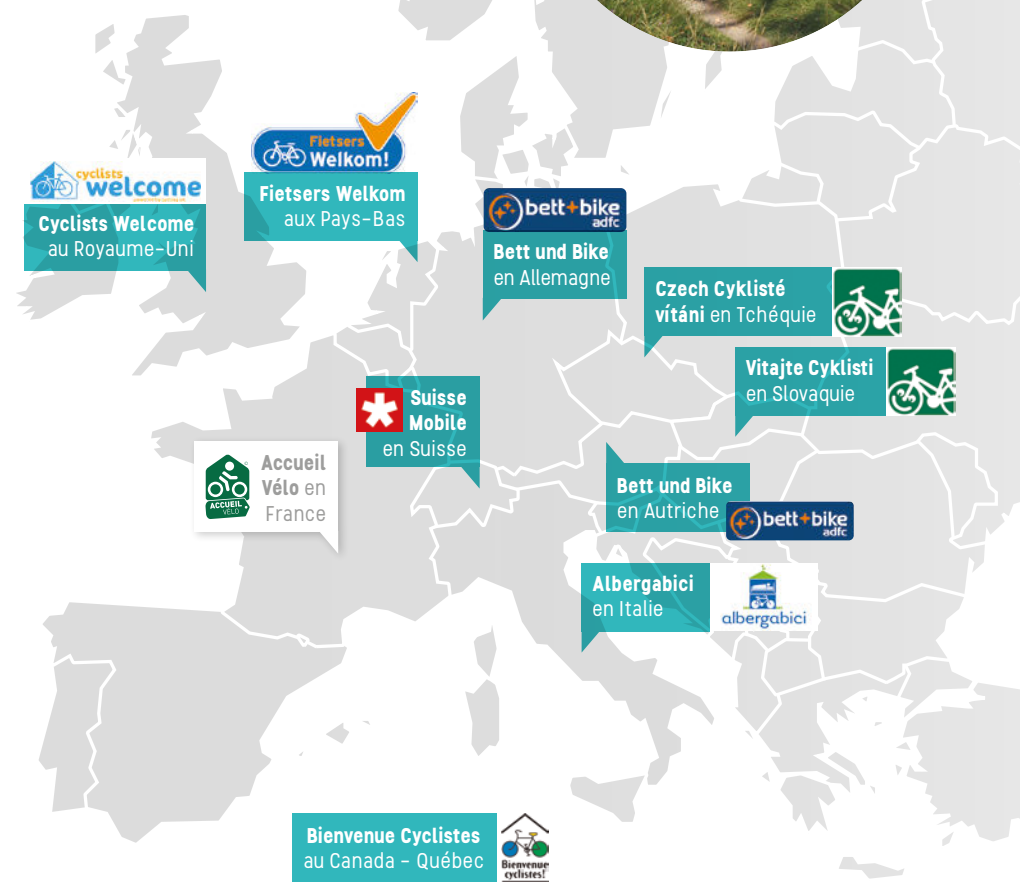 Fietsers
Welkom!
Fietsers Welkom
aux Pays-Bas
cyclists
welcome
Cyclists Welcome
au Royaume-Uni
bett+bike
adfc
Bett und Bike
en Allemagne
Czech Cyklisté
vítáni en Tchéquie
Vitajte Cyklisti
en Slovaquie
Suisse
Mobile
en Suisse
Accueil
Vélo en
France
ACCUEIL
VÉLO
Bett und Bike
en Autriche
bett+bike
adfc
Albergabici
en Italie
albergabici
Bienvenue Cyclistes
au Canada - Québec
Bienvenue
cyclistes!